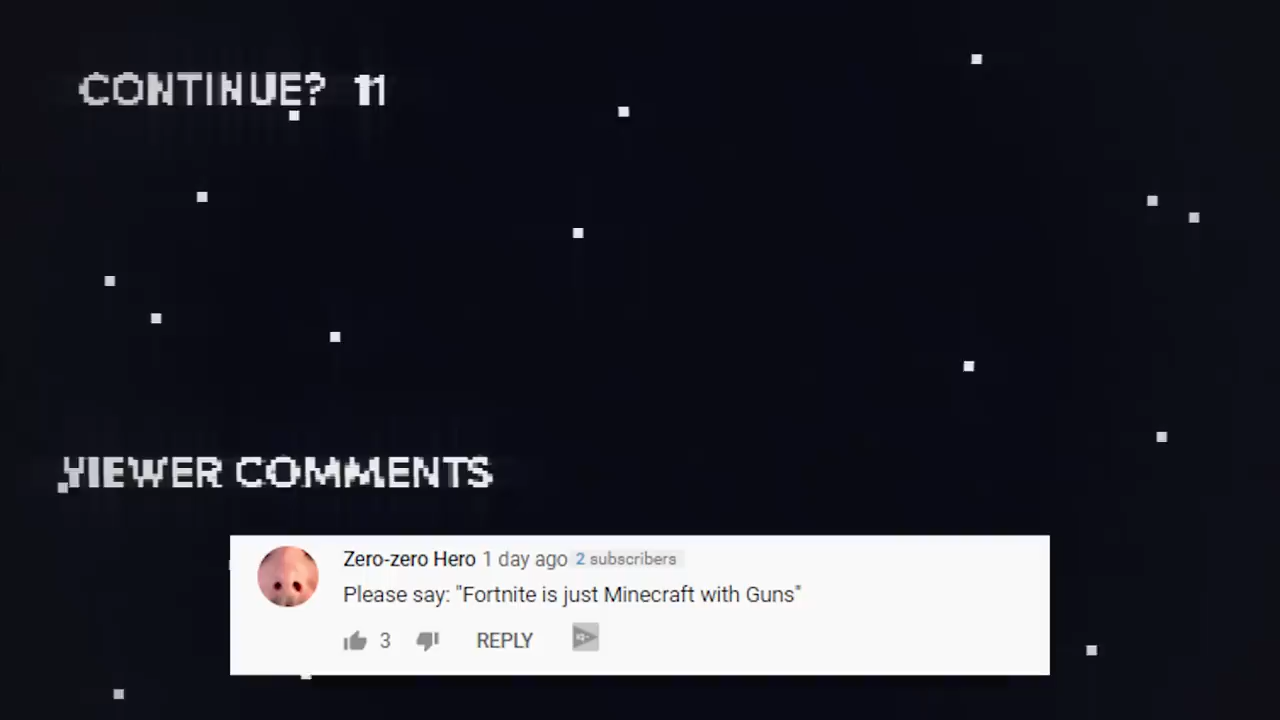 CONTINUE? 11
VIEWER COMMENTS
Zero-zero Hero 1 day ago 2 subscribers
Please say: "Fortnite is just Minecraft with Guns"
3 REPLY